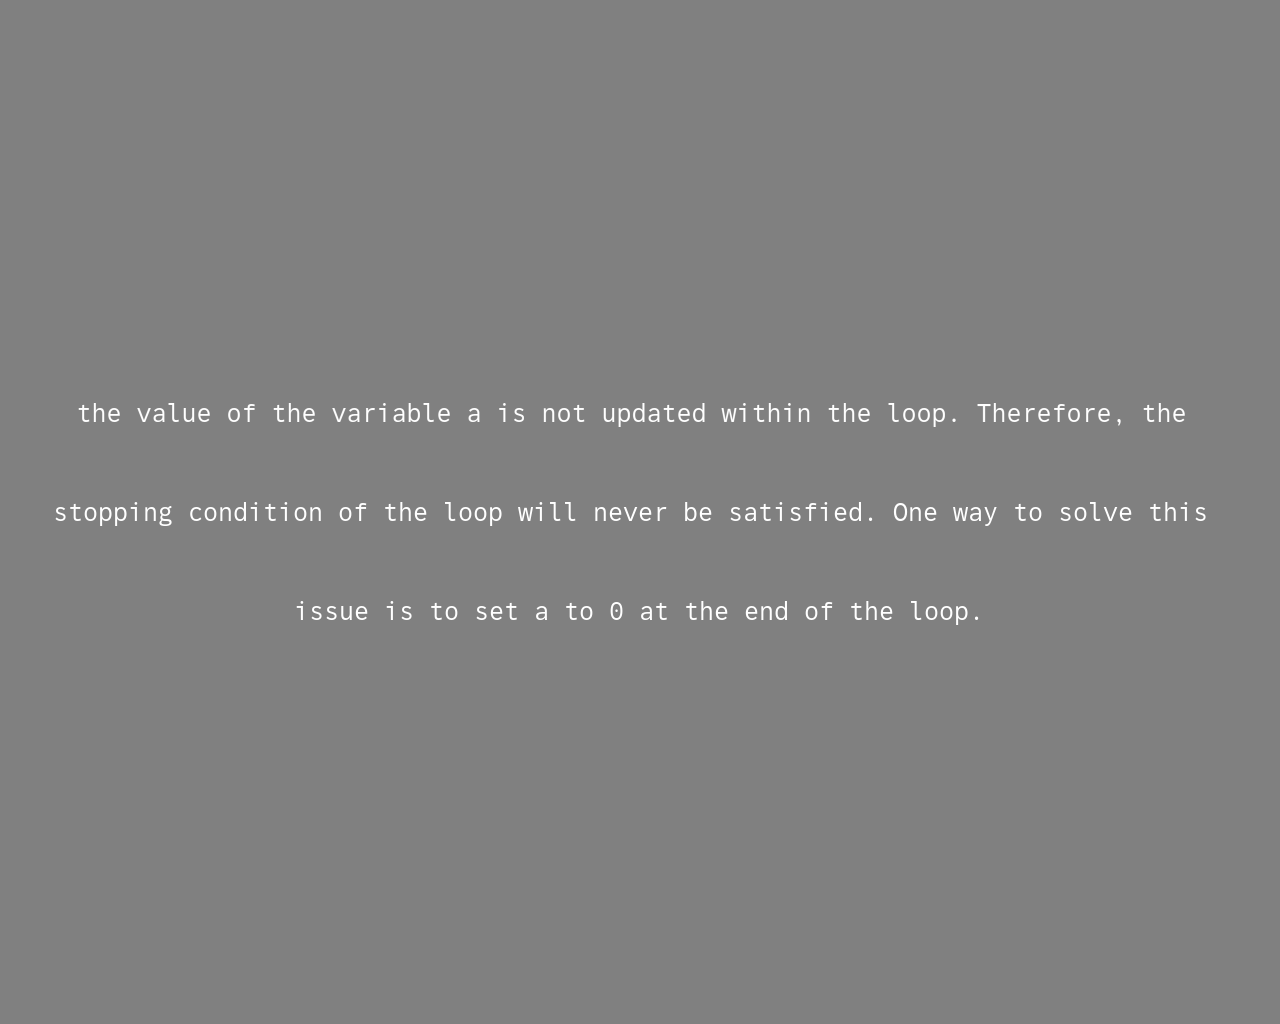 the value of the variable a is not updated within the loop. Therefore, the
stopping condition of the loop will never be satisfied. One way to solve this
issue is to set a to 0 at the end of the loop.